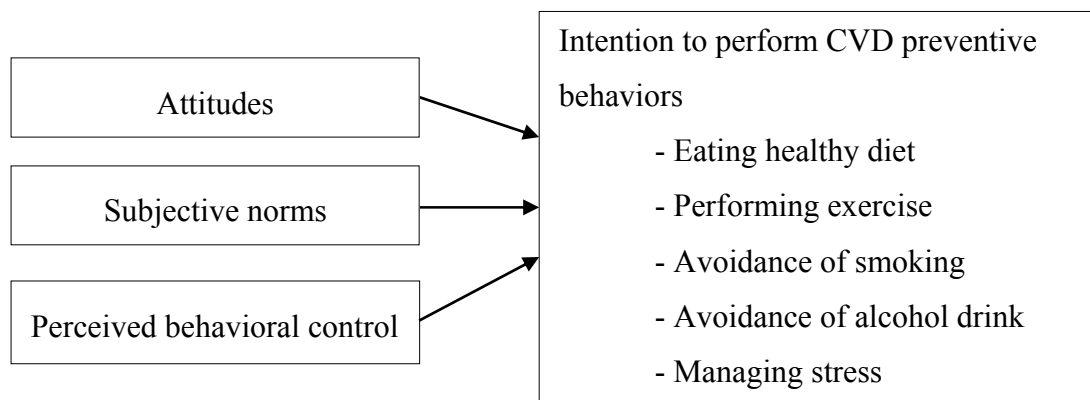 Attitudes
Subjective norms
Perceived behavioral control
Intention to perform CVD preventive
behaviors
- Eating healthy diet
- Performing exercise
- Avoidance of smoking
- Avoidance of alcohol drink
- Managing stress